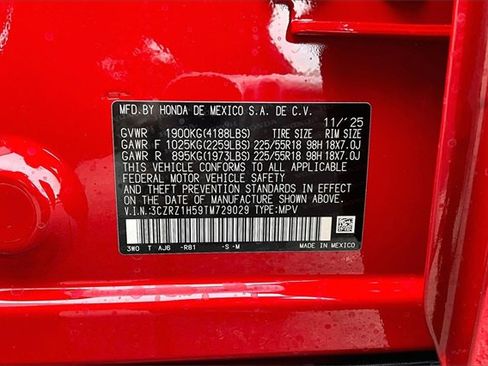 MFD.BY HONDA DE MEXICO S.A. DE C.V.
11/'25
GVWR 1900KG(4188LBS) TIRE SIZE RIM SIZE
GAWR F 1025KG(2259LBS) 225/55R18 98H 18X7.0J
GAWR R 895KG(1973LBS) 225/55R18 98H 18X7.0J
THIS VEHICLE CONFORMS TO ALL APPLICABLE
FEDERAL MOTOR VEHICLE SAFETY
AND THEFT PREVENTION STANDARDS IN EFFECT
ON THE DATE OF MANUFACTURE SHOWN ABOVE.
V.I.N.:3CZRZ1H59TM729029 TYPE:MPV
3W0 T AJ6 -R81 -S -M MADE IN MEXICO